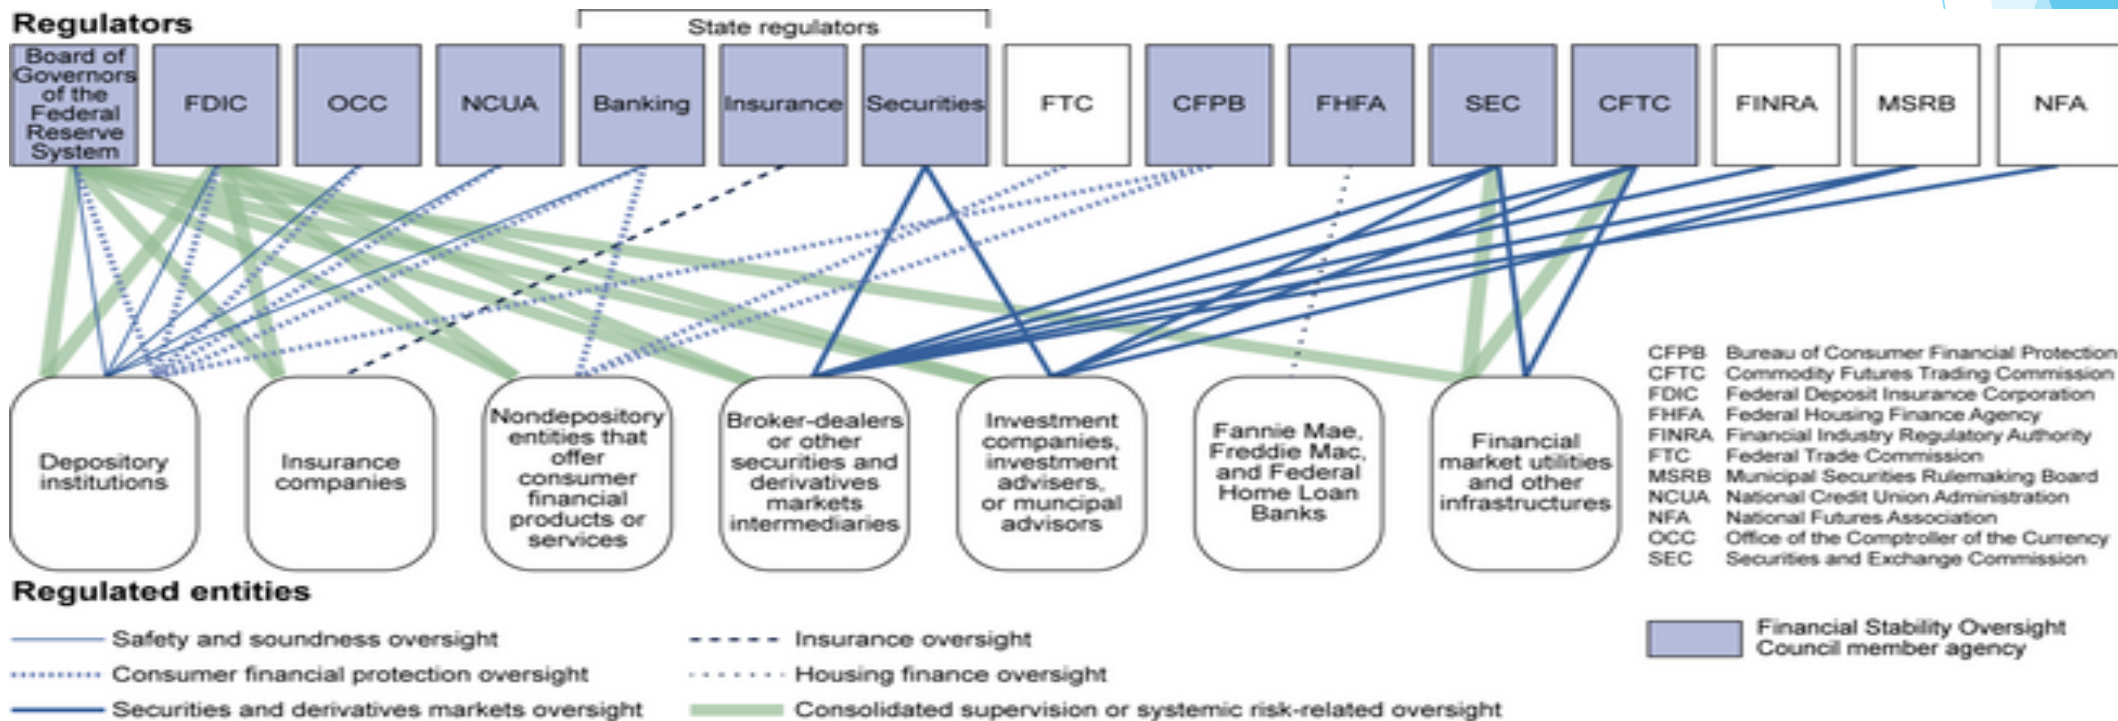 Regulators
State regulators
Board of
Governors
of the
Federal
Reserve
System
FDIC
OCC
NCUA
Banking
Insurance
Securities
FTC
CFPB
FHFA
SEC
CFTC
FINRA
MSRB
NFA
Depository
institutions
Insurance
companies
Nondepository
entities that
offer
consumer
financial
products or
services
Broker-dealers
or other
securities and
derivatives
markets
intermediaries
Investment
companies,
investment
advisers,
or muncipal
advisors
Fannie Mae,
Freddie Mac,
and Federal
Home Loan
Banks
Financial
market utilities
and other
infrastructures
CFPB Bureau of Consumer Financial Protection
CFTC Commodity Futures Trading Commission
FDIC Federal Deposit Insurance Corporation
FHFA Federal Housing Finance Agency
FINRA Financial Industry Regulatory Authority
FTC Federal Trade Commission
MSRB Municipal Securities Rulemaking Board
NCUA National Credit Union Administration
NFA National Futures Association
OCC Office of the Comptroller of the Currency
SEC Securities and Exchange Commission
Regulated entities
Safety and soundness oversight
Consumer financial protection oversight
Securities and derivatives markets oversight
Insurance oversight
Housing finance oversight
Consolidated supervision or systemic risk-related oversight
Financial Stability Oversight
Council member agency